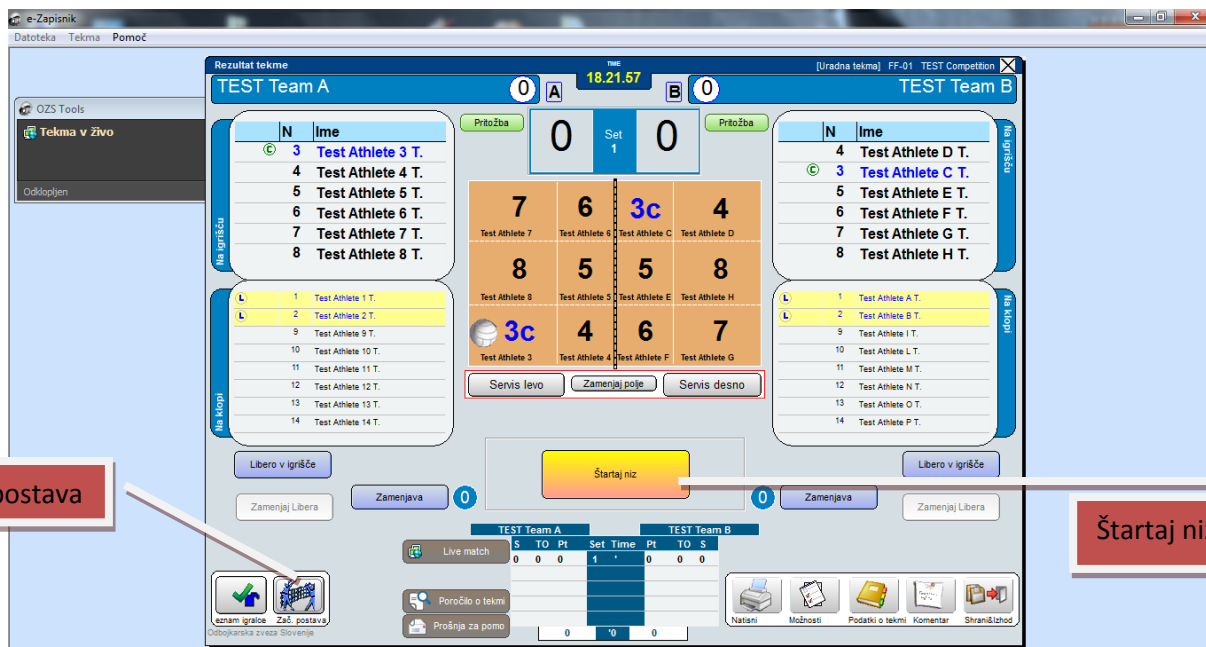 e-Zapisnik
Datoteka Tekma Pomoč
OZS Tools
Tekma v živo
Odklopljen
Rezultat tekme
TIME
18.21.57
[Uradna tekma] FF-01 TEST Competition
TEST Team A
0
A
B
0
TEST Team B
Pritožba
0
Set
1
0
Pritožba
Na igrišču
N Ime
C 3 Test Athlete 3 T.
4 Test Athlete 4 T.
5 Test Athlete 5 T.
6 Test Athlete 6 T.
7 Test Athlete 7 T.
8 Test Athlete 8 T.
7 6 3c 4
Test Athlete 7 Test Athlete 6 Test Athlete C Test Athlete D
8 5 5 8
Test Athlete 8 Test Athlete 5 Test Athlete E Test Athlete H
3c 4 6 7
Test Athlete 3 Test Athlete 4 Test Athlete F Test Athlete G
Servis levo Zamenjaj polje Servis desno
Na igrišču
N Ime
4 Test Athlete D T.
C 3 Test Athlete C T.
5 Test Athlete E T.
6 Test Athlete F T.
7 Test Athlete G T.
8 Test Athlete H T.
Na klopi
L 1 Test Athlete 1 T.
L 2 Test Athlete 2 T.
9 Test Athlete 9 T.
10 Test Athlete 10 T.
11 Test Athlete 11 T.
12 Test Athlete 12 T.
13 Test Athlete 13 T.
14 Test Athlete 14 T.
Na klopi
L 1 Test Athlete A T.
L 2 Test Athlete B T.
9 Test Athlete I T.
10 Test Athlete L T.
11 Test Athlete M T.
12 Test Athlete N T.
13 Test Athlete O T.
14 Test Athlete P T.
Libero v igrišče
Zamenjaj Libera
Zamenjava
0
Štartaj niz
0
Zamenjava
Libero v igrišče
Zamenjaj Libera
postava
Štartaj niz
TEST Team A TEST Team B
S TO Pt Set Time Pt TO S
0 0 0 1 ' 0 0 0
0 '0 0
Live match
Poročilo o tekmi
Prošnja za pomo
eznam igralce
Zač. postava
Odbojkarska zveza Slovenije
Natisni
Možnosti
Podatki o tekmi
Komentar
Shrani&Izhod